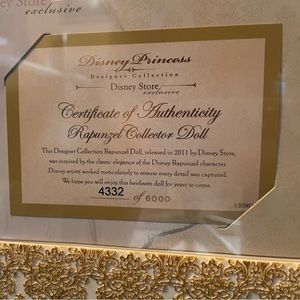 ey Store
exclusive
Disney Princess
Designer Collection
Disney Store
exclusive
Certificate of Authenticity
Rapunzel Collector Doll
This Designer Collection Rapunzel Doll, released in 2011 by Disney Store,
was inspired by the classic elegance of the Disney Rapunzel character.
Disney artists worked meticulously to ensure every detail was captured.
We hope you will enjoy this heirloom doll for years to come.
4332 of 6000
© DISNEY